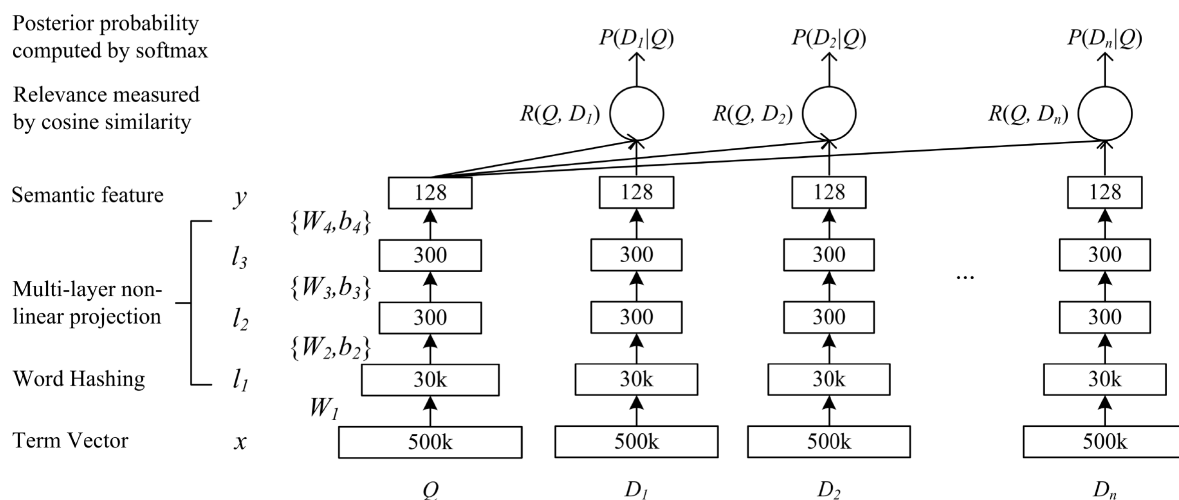 Posterior probability
computed by softmax
P(D1|Q) P(D2|Q) P(Dn|Q)
Relevance measured
by cosine similarity
R(Q, D1) R(Q, D2) R(Q, Dn)
Semantic feature y 128 128 128 128
{W4,b4}
l3 300 300 300 300
...
Multi-layer non-
linear projection
{W3,b3}
l2 300 300 300 300
{W2,b2}
Word Hashing l1 30k 30k 30k 30k
W1
Term Vector x 500k 500k 500k 500k
Q D1 D2 Dn